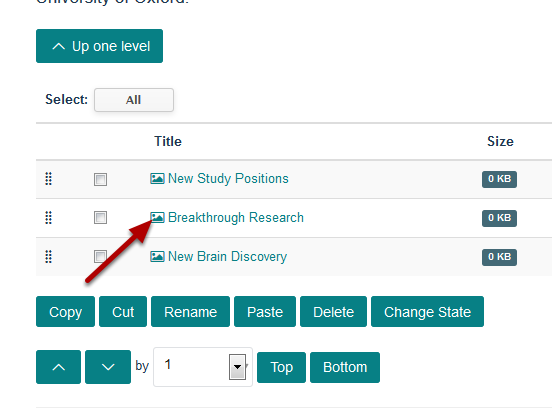 University of Oxford.
Up one level
Select: All
Title Size
New Study Positions 0 KB
Breakthrough Research 0 KB
New Brain Discovery 0 KB
Copy Cut Rename Paste Delete Change State
by 1 Top Bottom